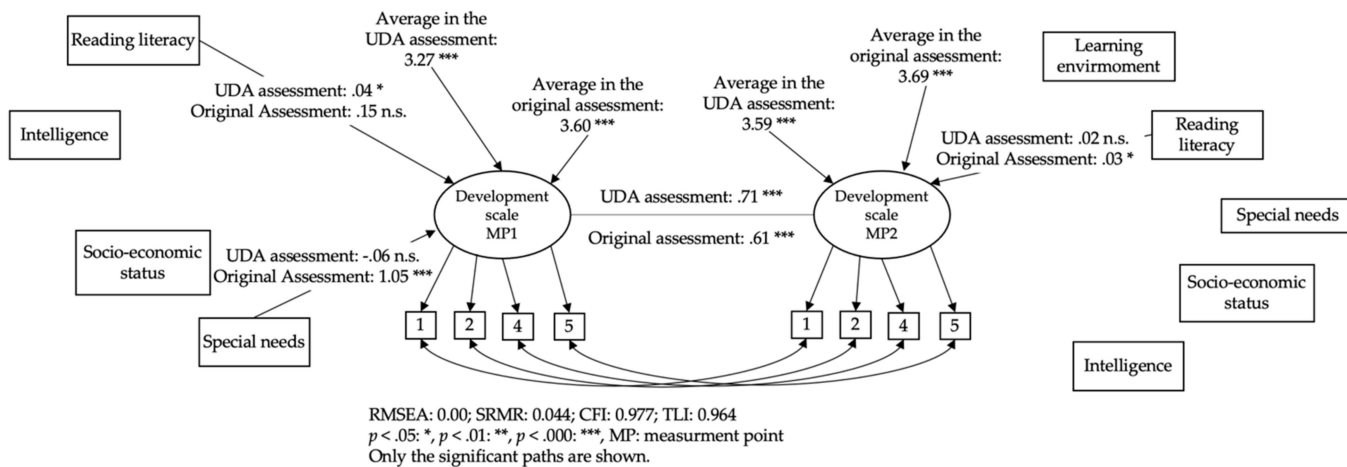 Reading literacy
Average in the
UDA assessment:
3.27 ***
UDA assessment: .04 *
Original Assessment: .15 n.s.
Average in the
original assessment:
3.60 ***
Intelligence
Average in the
original assessment:
3.69 ***
Average in the
UDA assessment:
3.59 ***
Learning
envirmoment
UDA assessment: .02 n.s.
Original Assessment: .03 *
Reading
literacy
Development
scale
MP1
UDA assessment: .71 ***
Original assessment: .61 ***
Development
scale
MP2
Special needs
Socio-economic
status
UDA assessment: -.06 n.s.
Original Assessment: 1.05 ***
Special needs
Socio-economic
status
Intelligence
1 2 4 5
1 2 4 5
RMSEA: 0.00; SRMR: 0.044; CFI: 0.977; TLI: 0.964
p < .05: *, p < .01: **, p < .000: ***, MP: measurment point
Only the significant paths are shown.